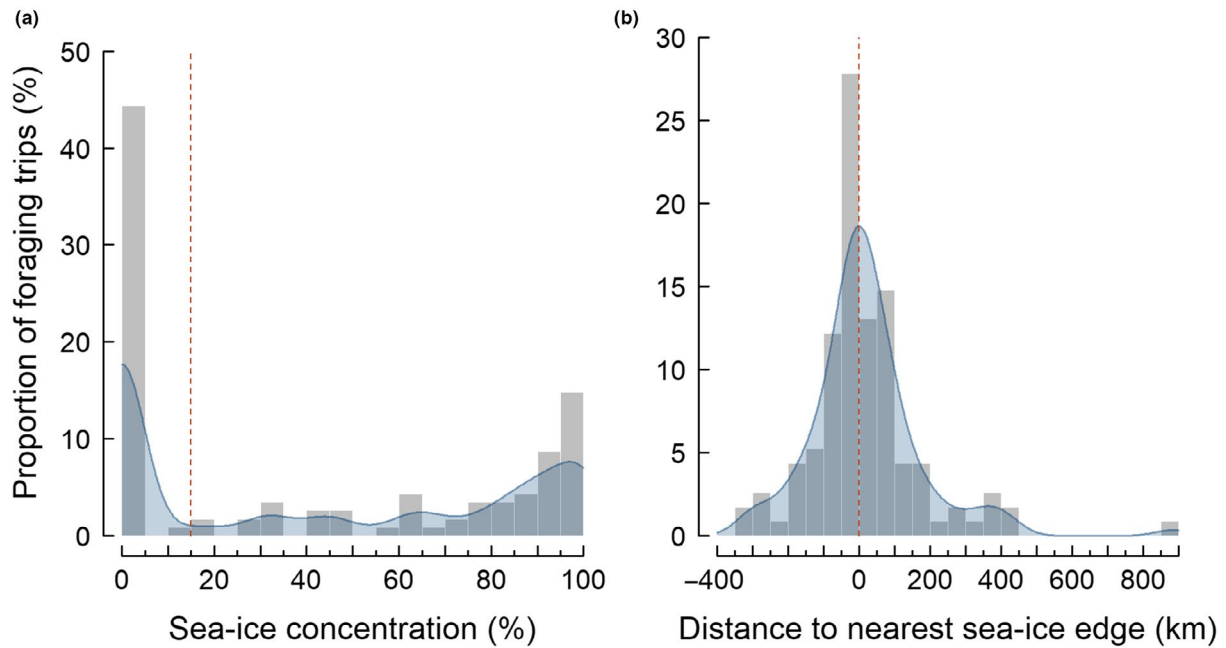 (a)
Proportion of foraging trips (%)
50
40
30
20
10
0
0 20 40 60 80 100
Sea-ice concentration (%)
(b)
30
25
20
15
10
5
0
−400 0 200 400 600 800
Distance to nearest sea-ice edge (km)